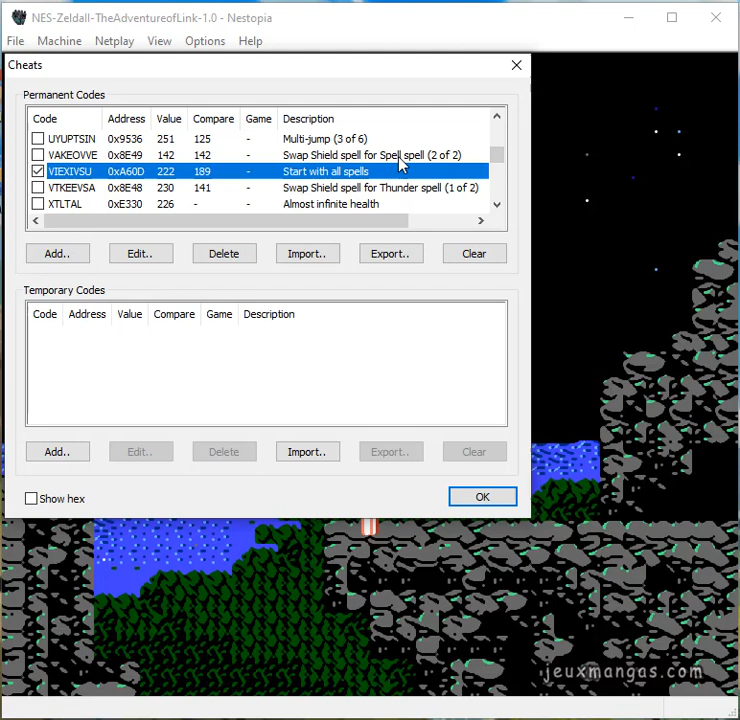 NES-ZeldaII-TheAdventureofLink-1.0 - Nestopia
File Machine Netplay View Options Help
Cheats
Permanent Codes
Code Address Value Compare Game Description
UYUPTSIN 0x9536 251 125 Multi-jump (3 of 6)
VAKEOVVE 0x8E49 142 142 Swap Shield spell for Spell spell (2 of 2)
VIEXIVSU 0xA60D 222 189 - Start with all spells
VTKEEVSA 0x8E48 230 141 - Swap Shield spell for Thunder spell (1 of 2)
XTLTAL 0xE330 226 - - Almost infinite health
Add.. Edit.. Delete Import.. Export.. Clear
Temporary Codes
Code Address Value Compare Game Description
Add.. Edit.. Delete Import.. Export.. Clear
Show hex
OK
jeuxmangas.com